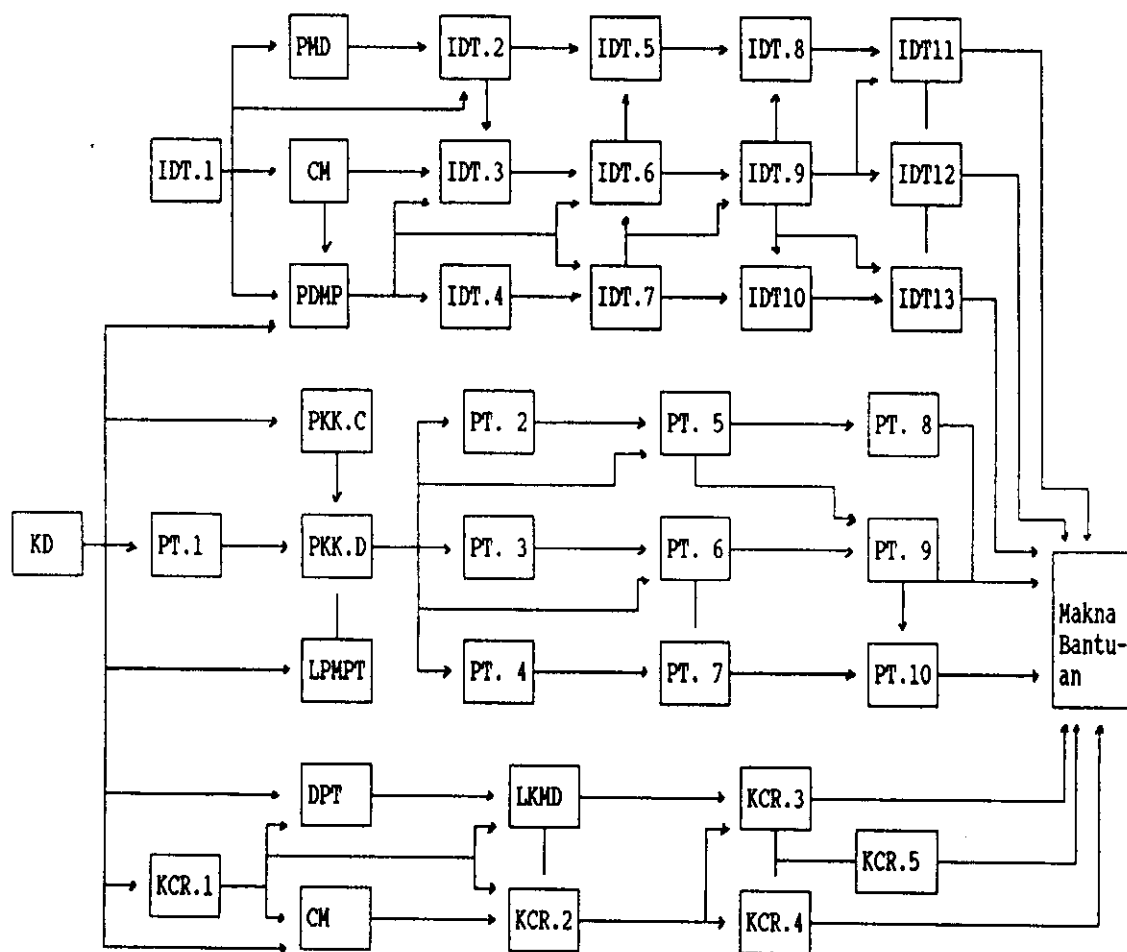 PMD
IDT.2
IDT.5
IDT.8
IDT11
IDT.1
CM
IDT.3
IDT.6
IDT.9
IDT12
PDMP
IDT.4
IDT.7
IDT10
IDT13
PKK.C
PT. 2
PT. 5
PT. 8
KD
PT.1
PKK.D
PT. 3
PT. 6
PT. 9
LPMPT
PT. 4
PT. 7
PT.10
Makna
Bantu-
an
DPT
LKMD
KCR.3
KCR.1
KCR.5
CM
KCR.2
KCR.4